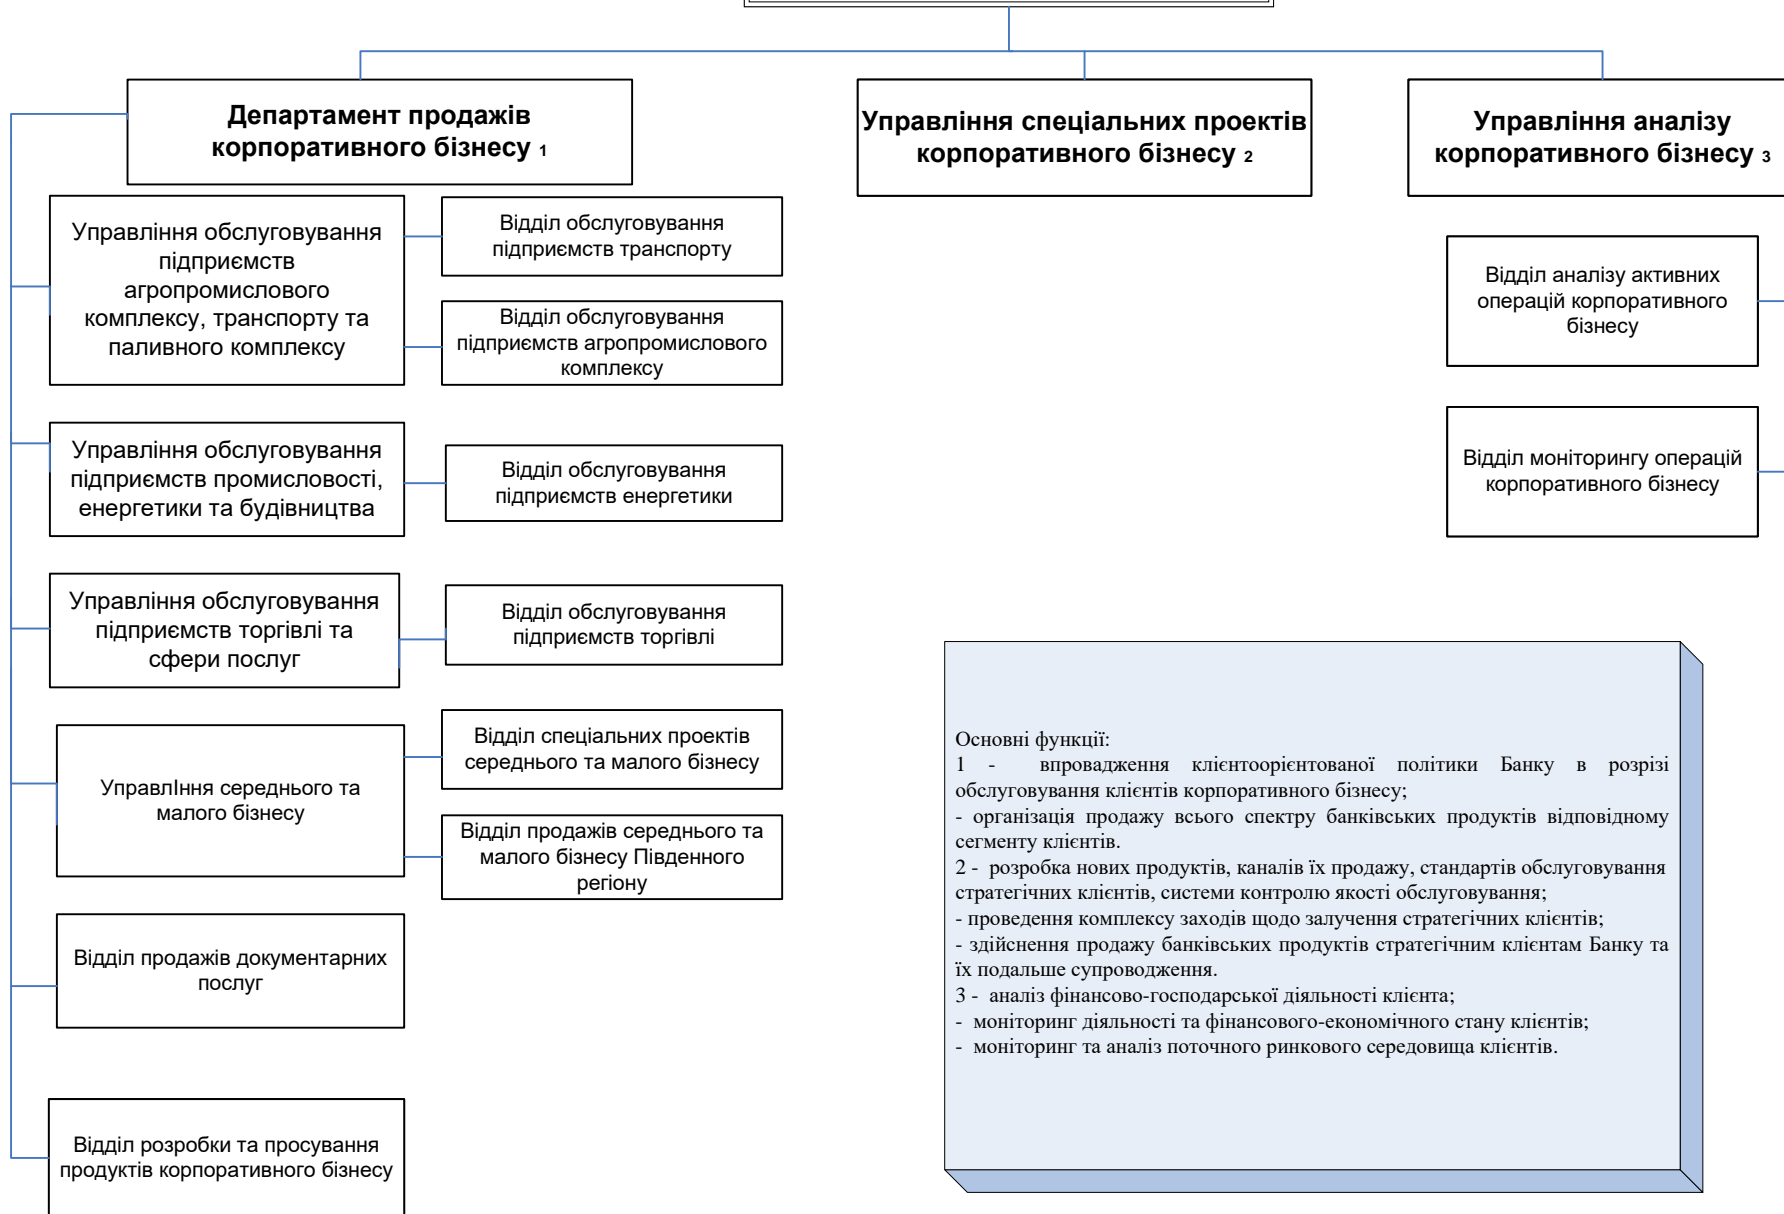 Департамент продажів
корпоративного бізнесу 1
Управління спеціальних проектів
корпоративного бізнесу 2
Управління аналізу
корпоративного бізнесу 3
Управління обслуговування
підприємств
агропромислового
комплексу, транспорту та
паливного комплексу
Відділ обслуговування
підприємств транспорту
Відділ обслуговування
підприємств агропромислового
комплексу
Управління обслуговування
підприємств промисловості,
енергетики та будівництва
Відділ обслуговування
підприємств енергетики
Управління обслуговування
підприємств торгівлі та
сфери послуг
Відділ обслуговування
підприємств торгівлі
УправлІння середнього та
малого бізнесу
Відділ спеціальних проектів
середнього та малого бізнесу
Відділ продажів середнього та
малого бізнесу Південного
регіону
Відділ продажів документарних
послуг
Відділ розробки та просування
продуктів корпоративного бізнесу
Відділ аналізу активних
операцій корпоративного
бізнесу
Відділ моніторингу операцій
корпоративного бізнесу
Основні функції:
1 - впровадження клієнтоорієнтованої політики Банку в розрізі
обслуговування клієнтів корпоративного бізнесу;
- організація продажу всього спектру банківських продуктів відповідному
сегменту клієнтів.
2 - розробка нових продуктів, каналів їх продажу, стандартів обслуговування
стратегічних клієнтів, системи контролю якості обслуговування;
- проведення комплексу заходів щодо залучення стратегічних клієнтів;
- здійснення продажу банківських продуктів стратегічним клієнтам Банку та
їх подальше супроводження.
3 - аналіз фінансово-господарської діяльності клієнта;
- моніторинг діяльності та фінансового-економічного стану клієнтів;
- моніторинг та аналіз поточного ринкового середовища клієнтів.